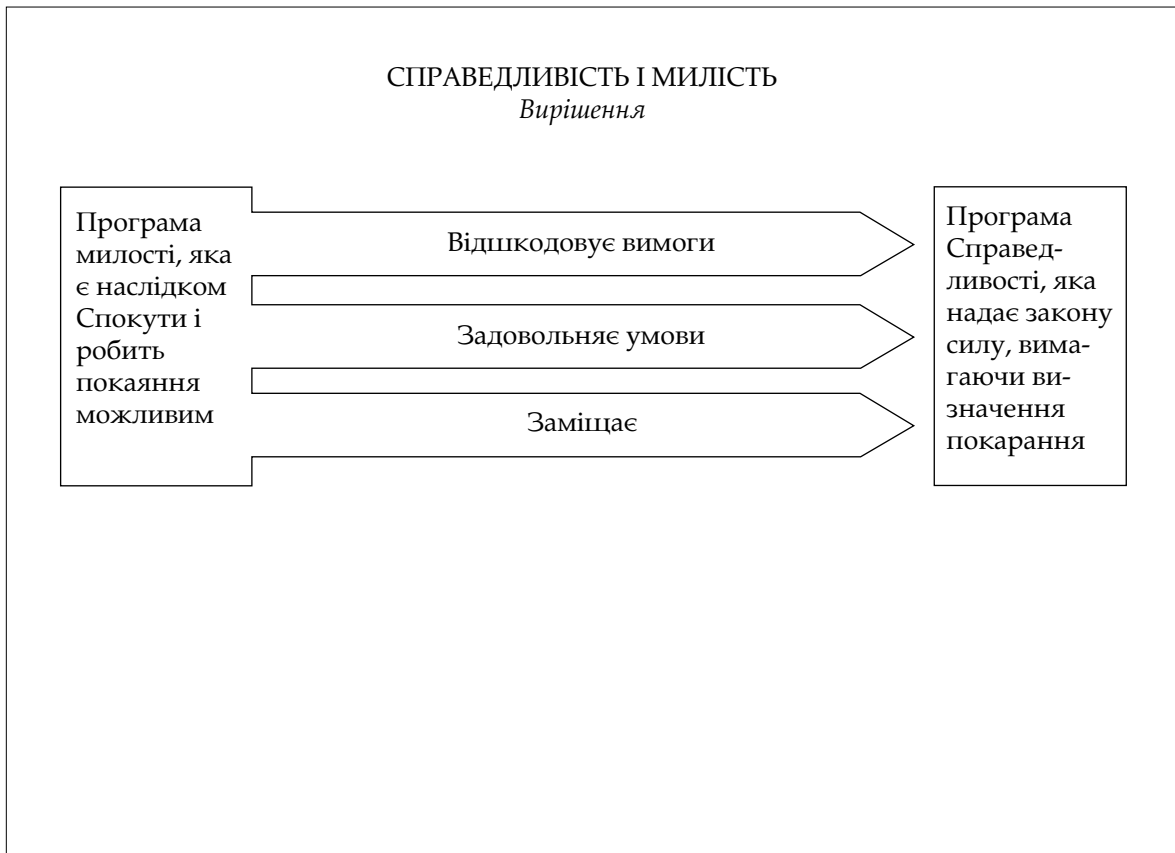 СПРАВЕДЛИВІСТЬ І МИЛІСТЬ
Вирішення
Програма
милості, яка
є наслідком
Спокути і
робить
покаяння
можливим
Відшкодовує вимоги
Задовольняє умови
Заміщає
Програма
Справед-
ливості, яка
надає закону
силу, вима-
гаючи ви-
значення
покарання